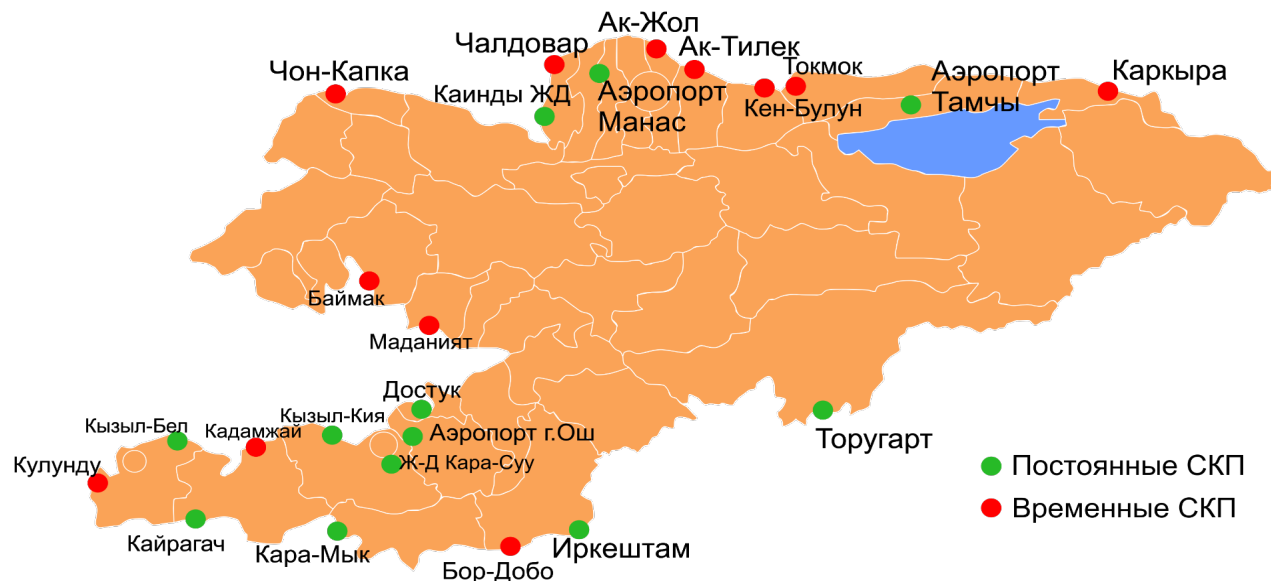 Ак-Жол
Чалдовар
Ак-Тилек
Чон-Капка
Токмок
Аэропорт
Тамчы
Каркыра
Каинды ЖД
Аэропорт
Манас
Кен-Булун
Баймак
Маданият
Достук
Кызыл-Бел
Кадамжай
Кызыл-Кия
Аэропорт г.Ош
Торугарт
Кулунду
Ж-Д Кара-Суу
Постоянные СКП
Временные СКП
Кайрагач
Кара-Мык
Иркештам
Бор-Добо